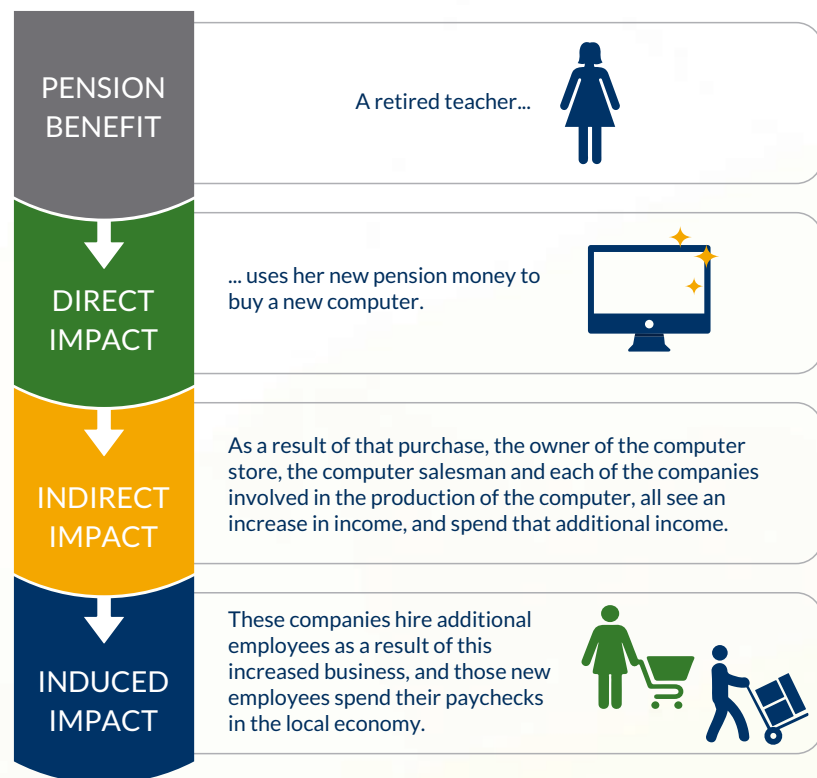 PENSION
BENEFIT
A retired teacher...
DIRECT
IMPACT
... uses her new pension money to
buy a new computer.
INDIRECT
IMPACT
As a result of that purchase, the owner of the computer
store, the computer salesman and each of the companies
involved in the production of the computer, all see an
increase in income, and spend that additional income.
INDUCED
IMPACT
These companies hire additional
employees as a result of this
increased business, and those new
employees spend their paychecks
in the local economy.